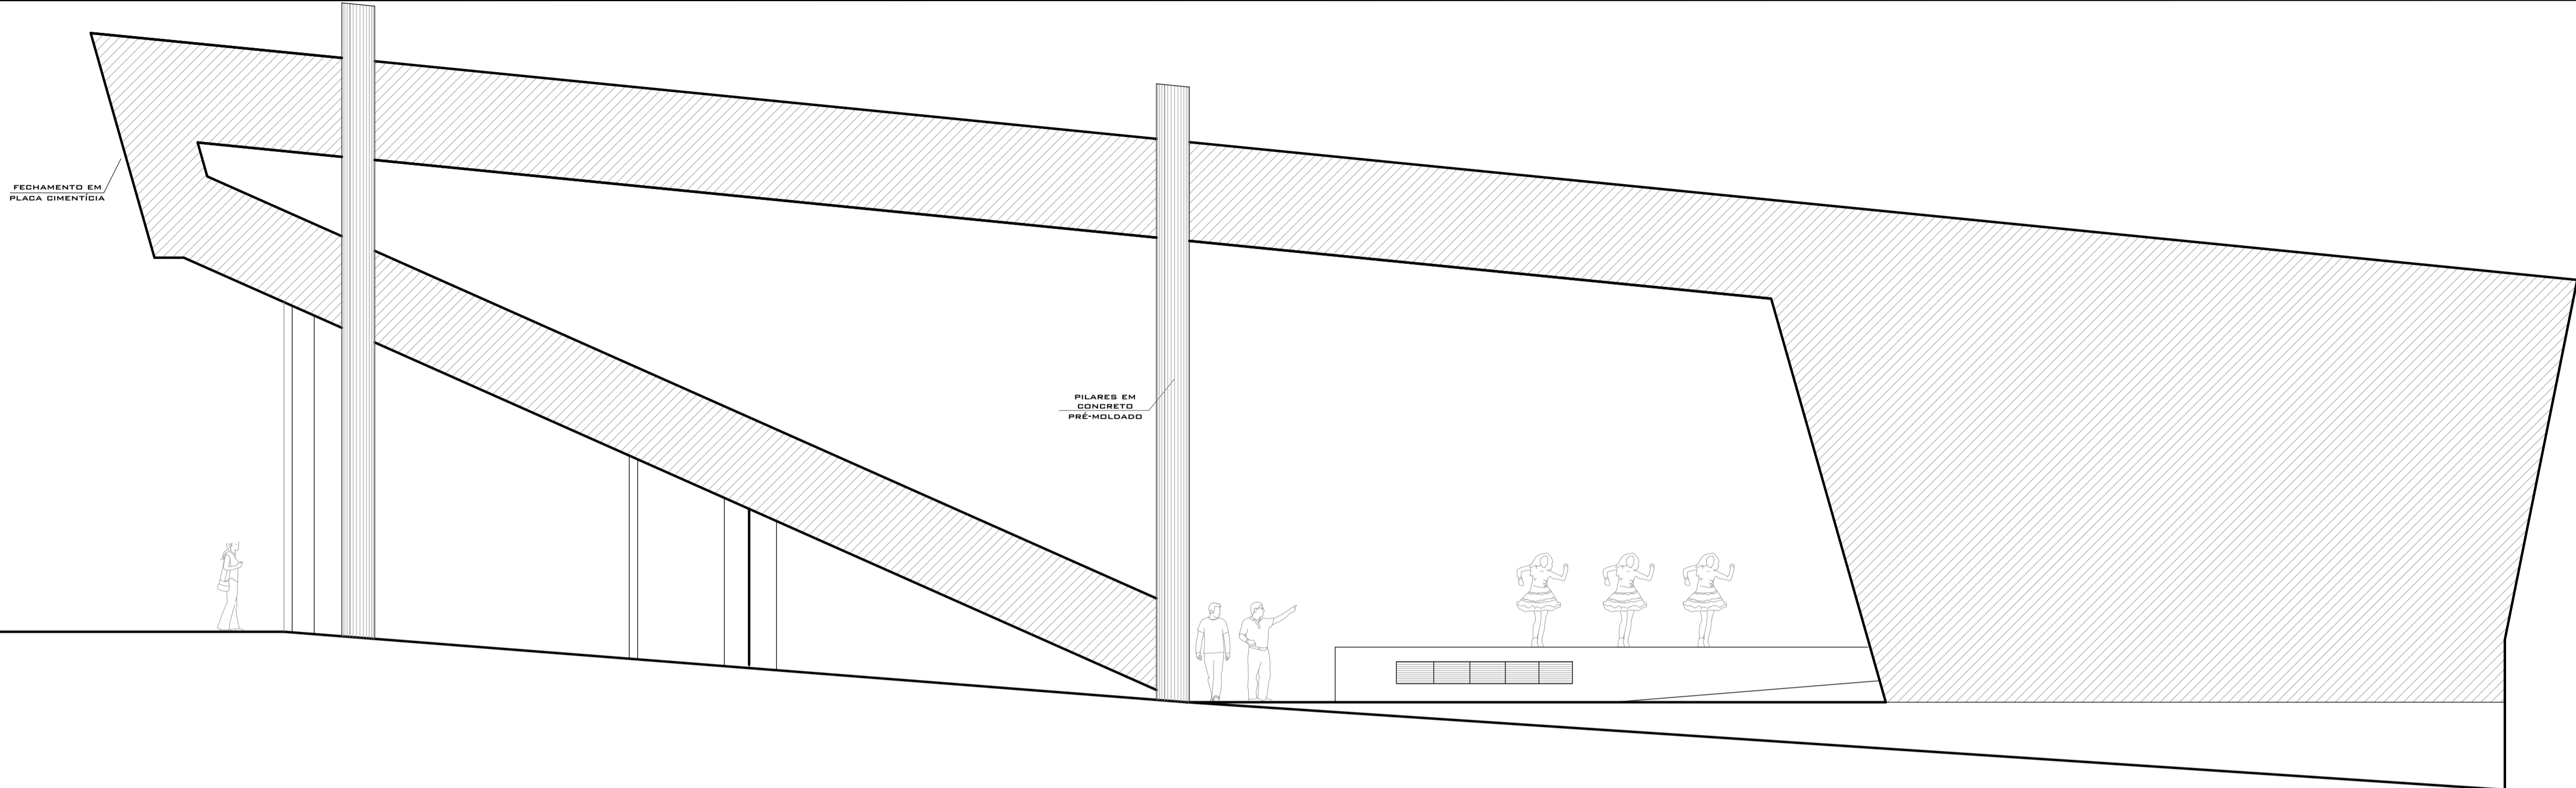 FECHAMENTO EM
PLACA CIMENTÍCIA
PILARES EM
CONCRETO
PRÉ-MOLDADO